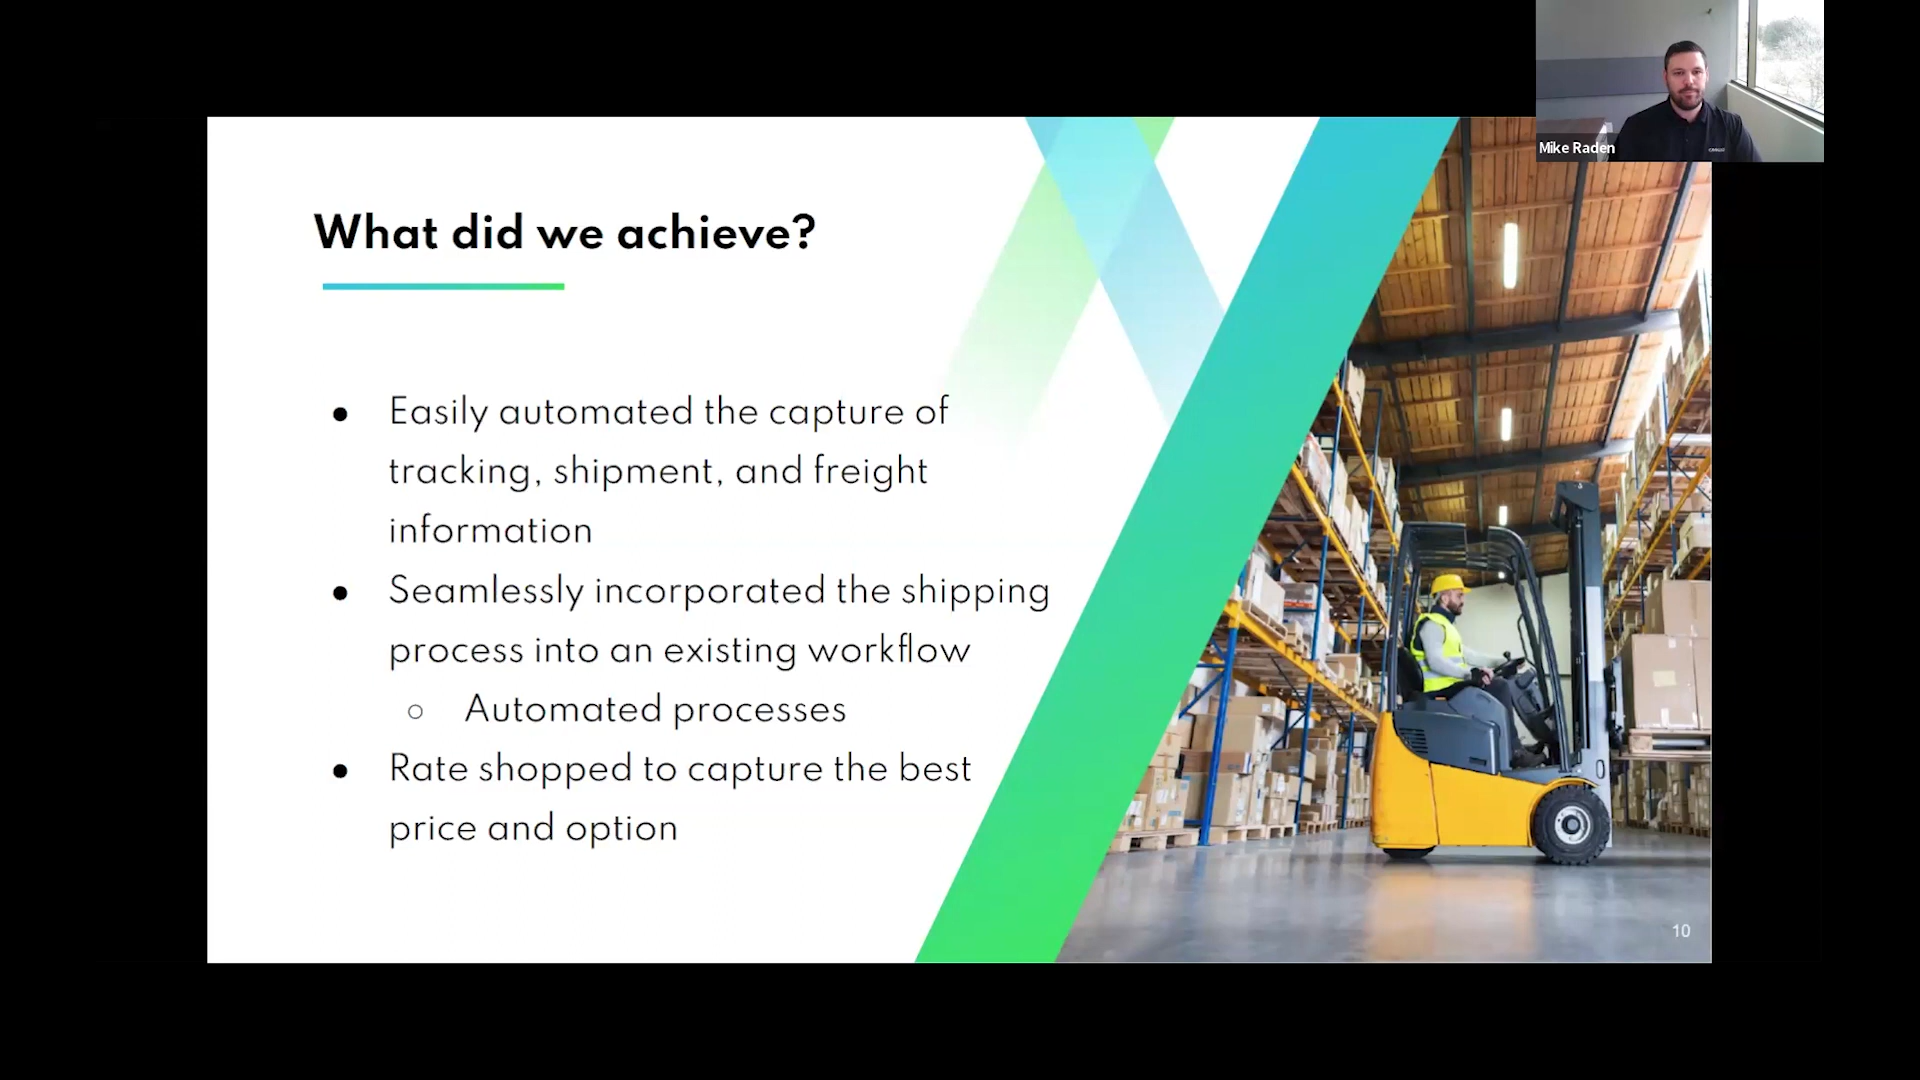 Mike Raden
What did we achieve?
● Easily automated the capture of
tracking, shipment, and freight
information
● Seamlessly incorporated the shipping
process into an existing workflow
○ Automated processes
● Rate shopped to capture the best
price and option
10